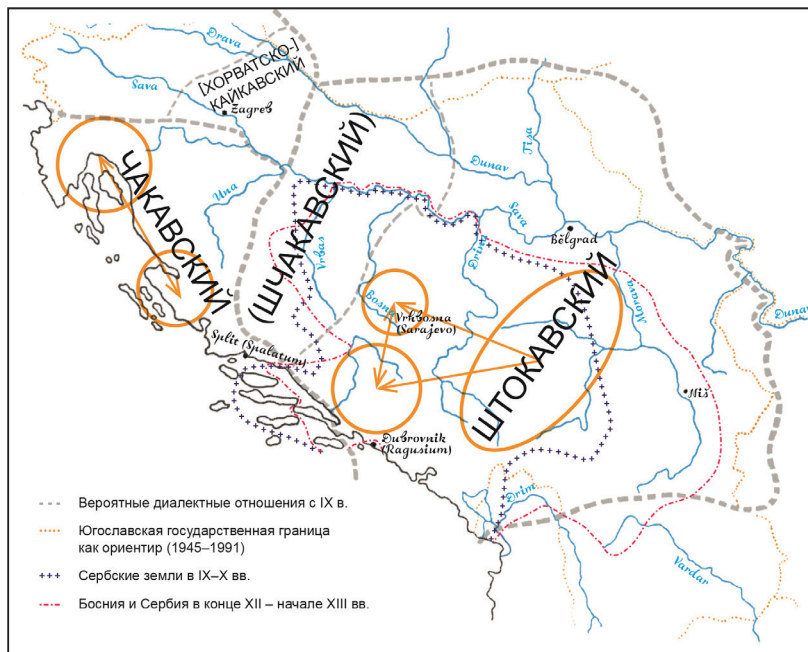 Drava
[ХОРВАТСКО-]
КАЙКАВСКИЙ
Sava
Zagreb
Tisa
Dunav
ЧАКАВСКИЙ
Una
(ШЧАКАВСКИЙ)
Sava
Bělgrad
Vrbas
Drina
Bosna
Morava
Dunav
Vrhbosna
(Sarajevo)
ШТОКАВСКИЙ
Split (Spalatum)
Niš
Dubrovnik
(Ragusium)
Drim
Vardar
Вероятные диалектные отношения с IX в.
Югославская государственная граница
как ориентир (1945–1991)
Сербские земли в IX–X вв.
Босния и Сербия в конце XII – начале XIII вв.